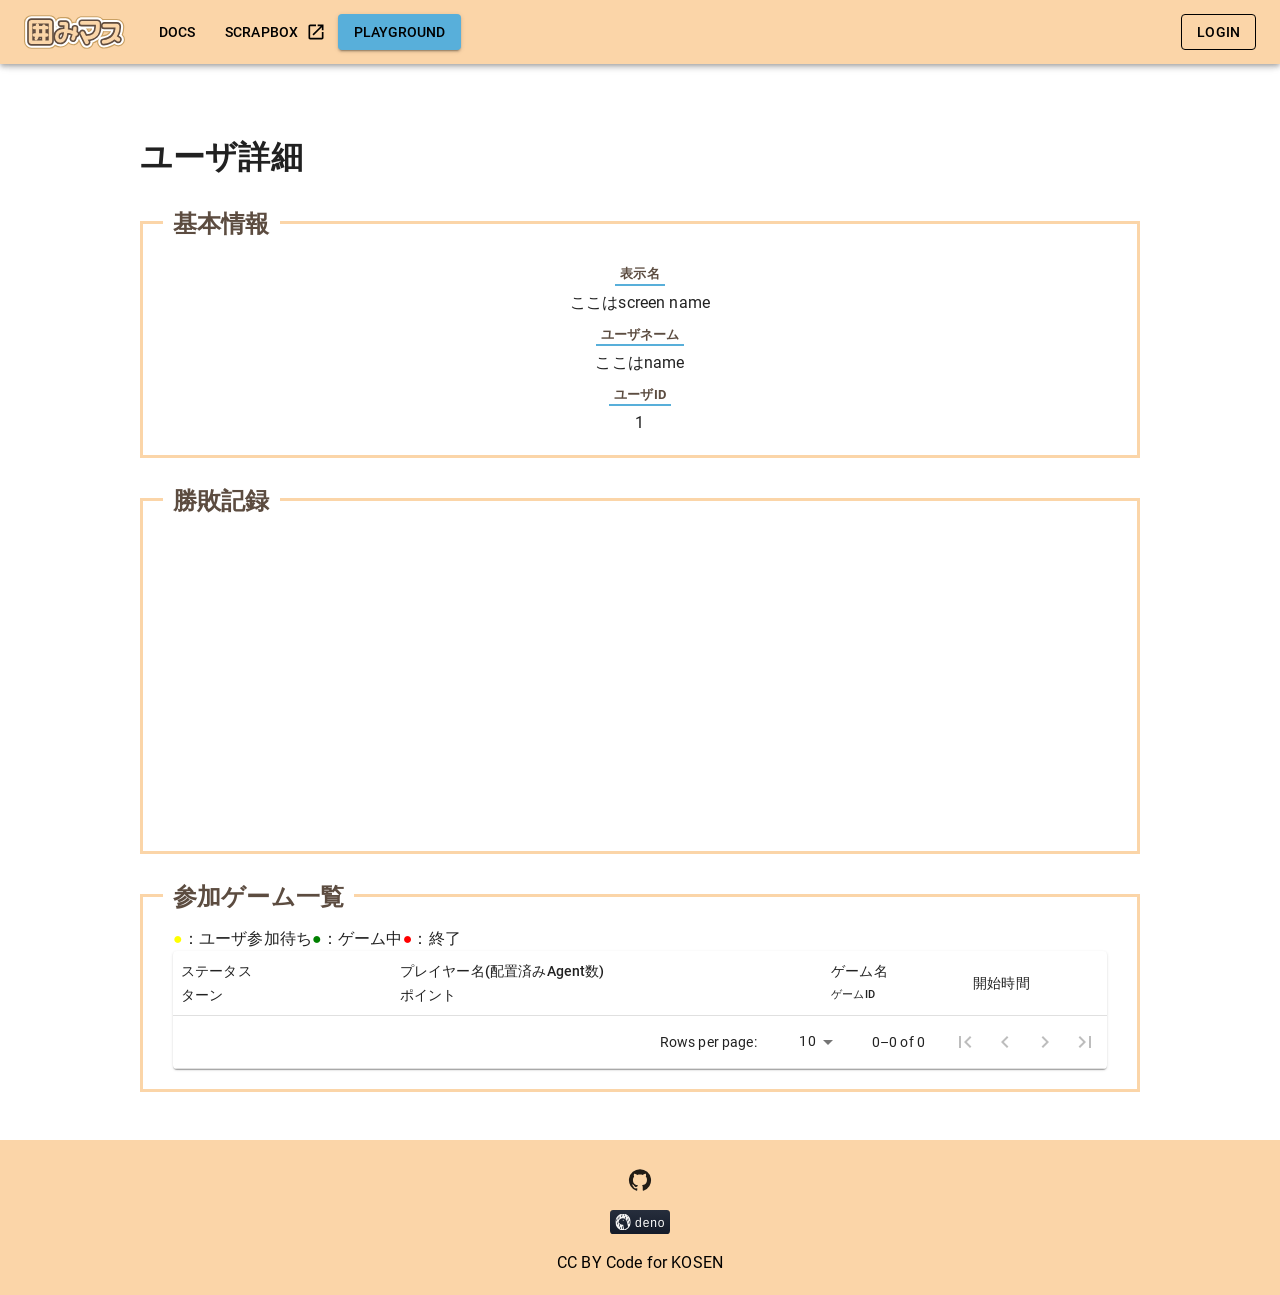 囲みマス
DOCS
SCRAPBOX
PLAYGROUND
LOGIN
ユーザ詳細
基本情報
表示名
ここはscreen name
ユーザネーム
ここはname
ユーザID
1
勝敗記録
参加ゲーム一覧
●：ユーザ参加待ち●：ゲーム中●：終了
ステータス
ターン
プレイヤー名(配置済みAgent数)
ポイント
ゲーム名
ゲームID
開始時間
Rows per page:
10
0–0 of 0
deno
CC BY Code for KOSEN